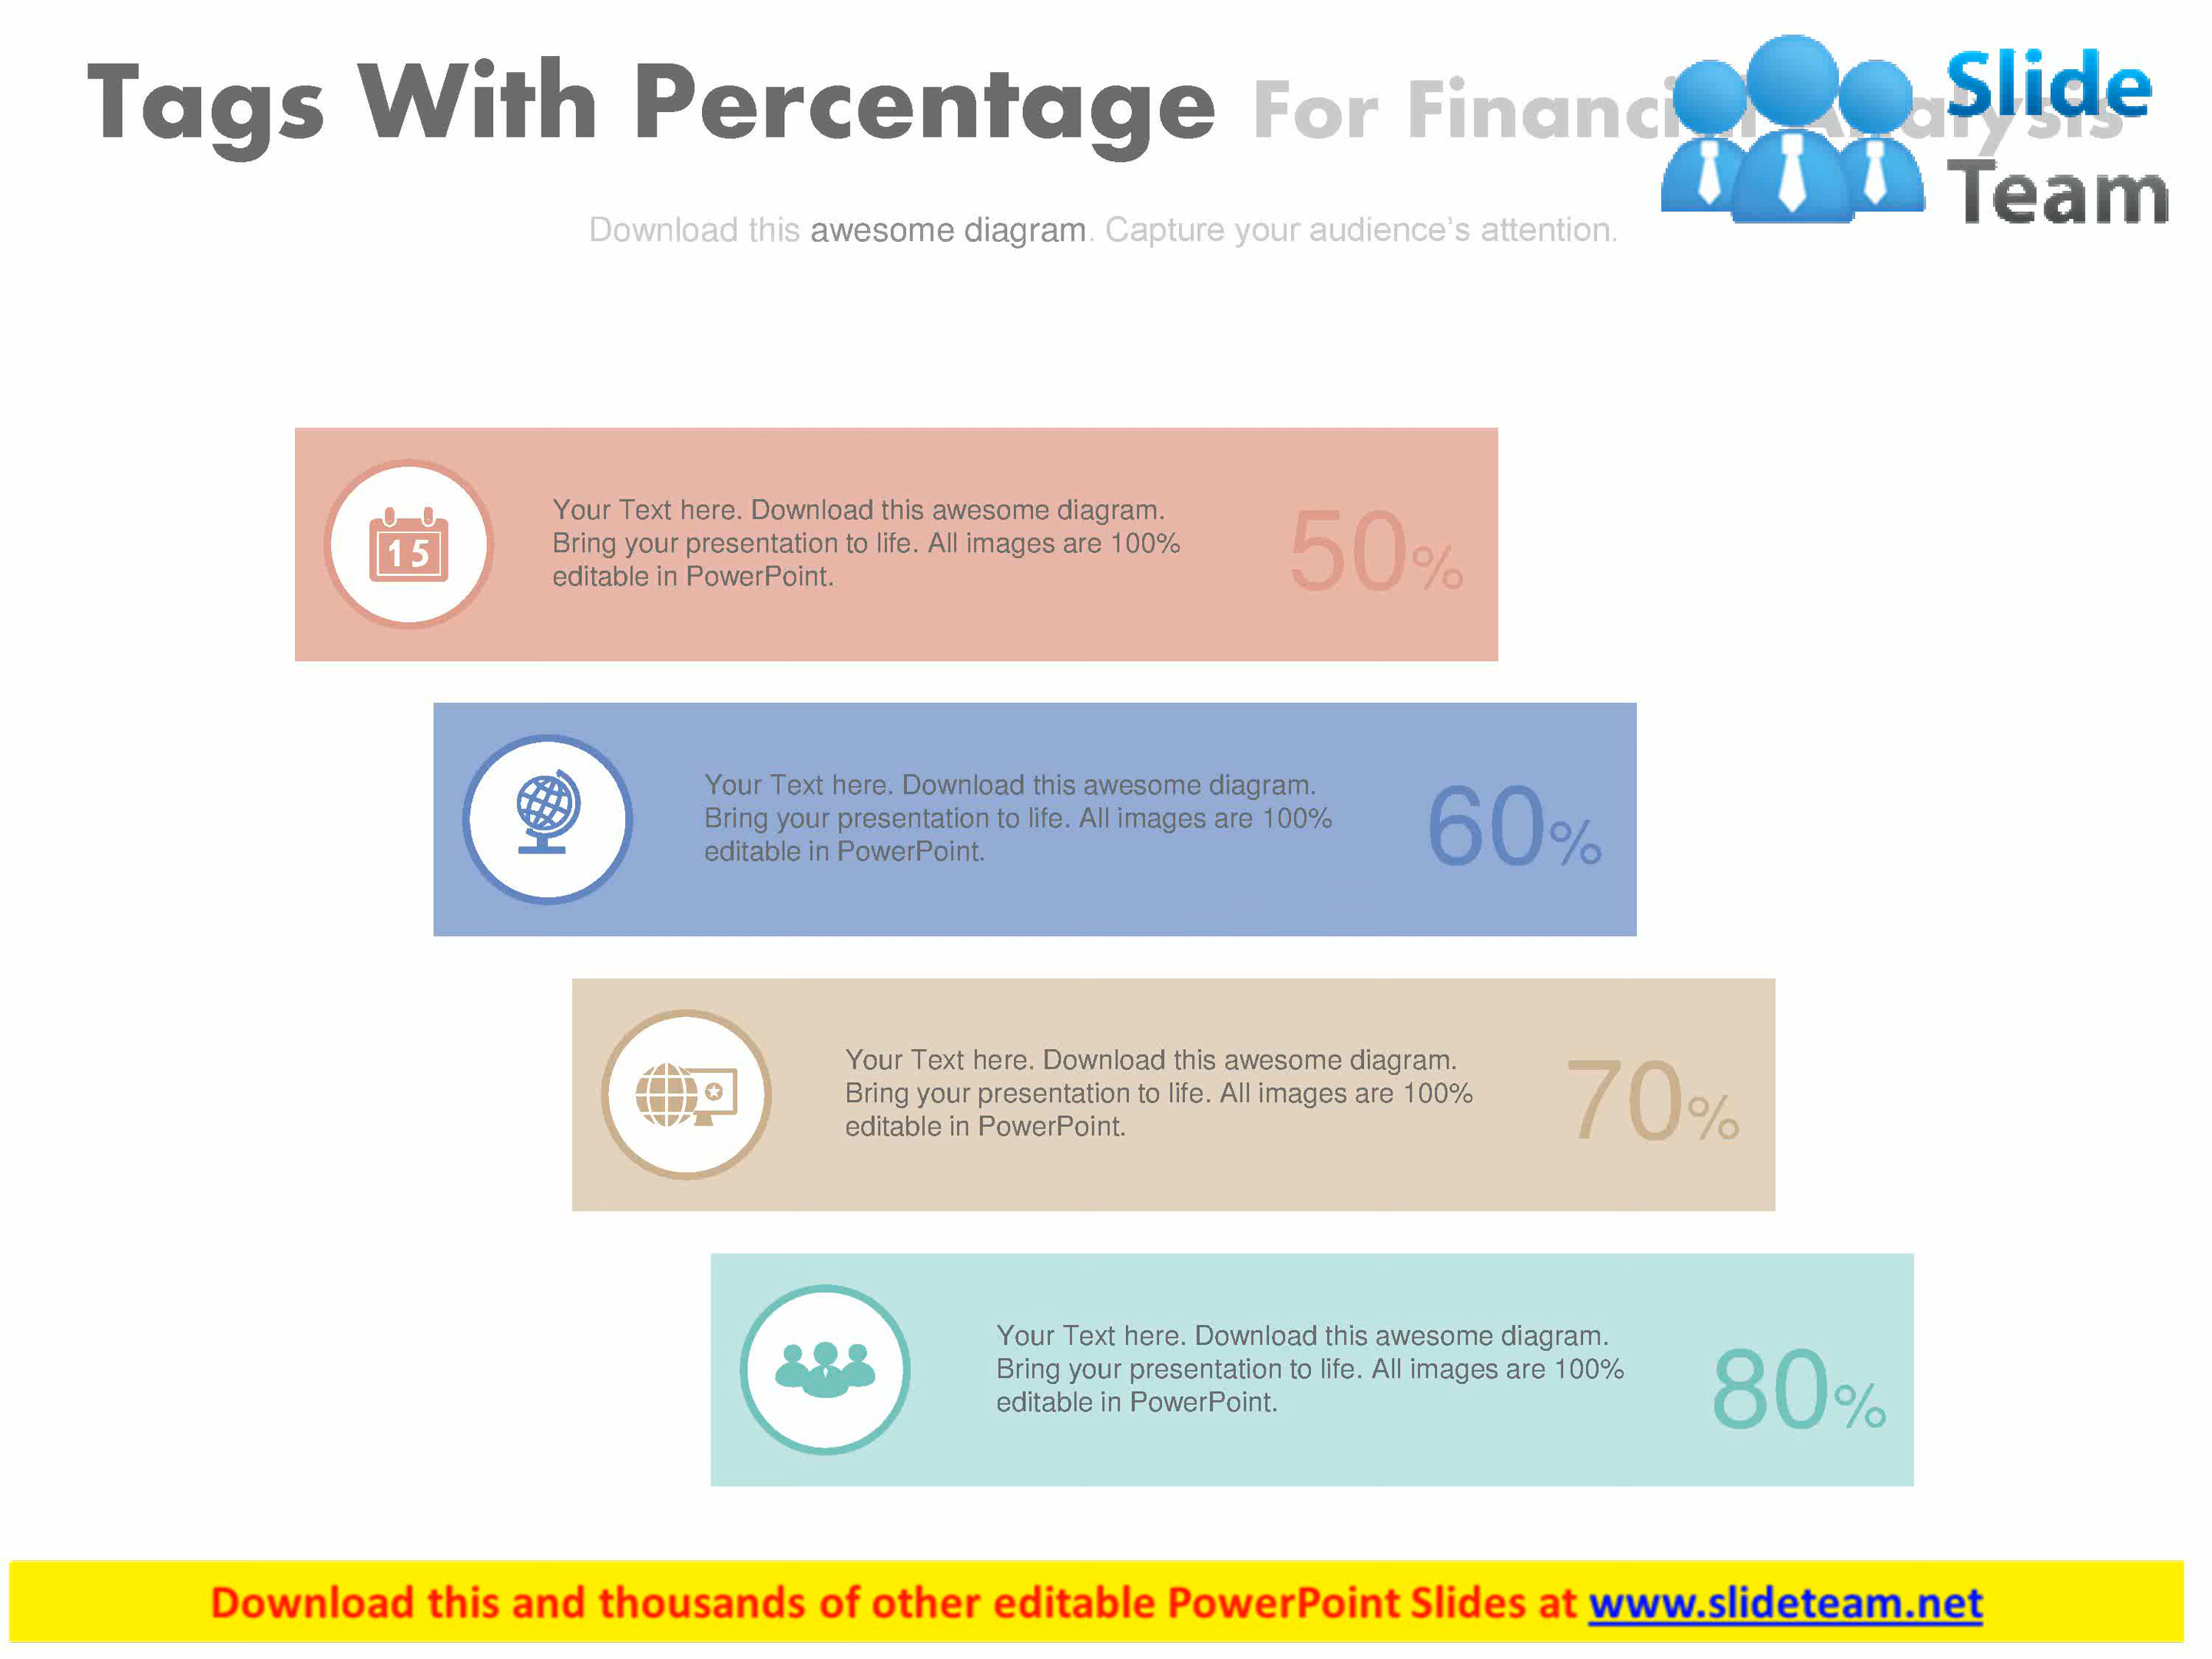 Tags With Percentage For Financial Analysis
Slide
Team
Download this awesome diagram. Capture your audience's attention.
15
Your Text here. Download this awesome diagram.
Bring your presentation to life. All images are 100%
editable in PowerPoint.
50%
Your Text here. Download this awesome diagram.
Bring your presentation to life. All images are 100%
editable in PowerPoint.
60%
Your Text here. Download this awesome diagram.
Bring your presentation to life. All images are 100%
editable in PowerPoint.
70%
Your Text here. Download this awesome diagram.
Bring your presentation to life. All images are 100%
editable in PowerPoint.
80%
Download this and thousands of other editable PowerPoint Slides at www.slideteam.net